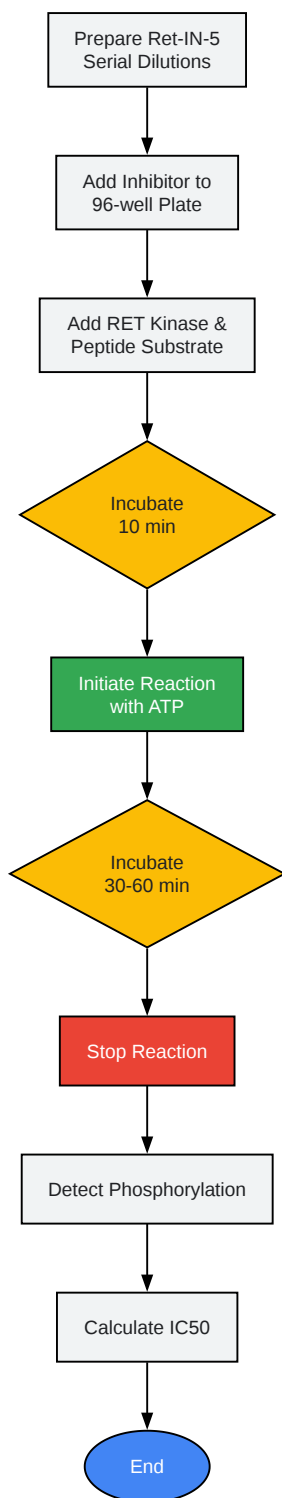 Prepare Ret-IN-5
Serial Dilutions
Add Inhibitor to
96-well Plate
Add RET Kinase &
Peptide Substrate
Incubate
10 min
Initiate Reaction
with ATP
Incubate
30-60 min
Stop Reaction
Detect Phosphorylation
Calculate IC50
End